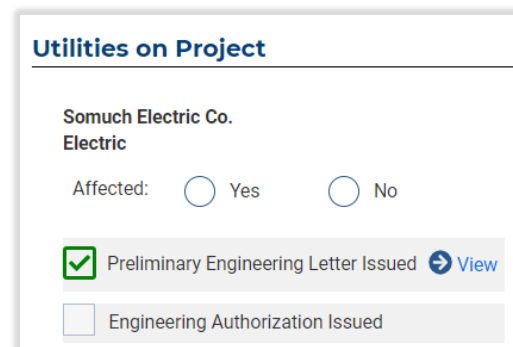 Utilities on Project
Somuch Electric Co.
Electric
Affected: Yes No
Preliminary Engineering Letter Issued View
Engineering Authorization Issued